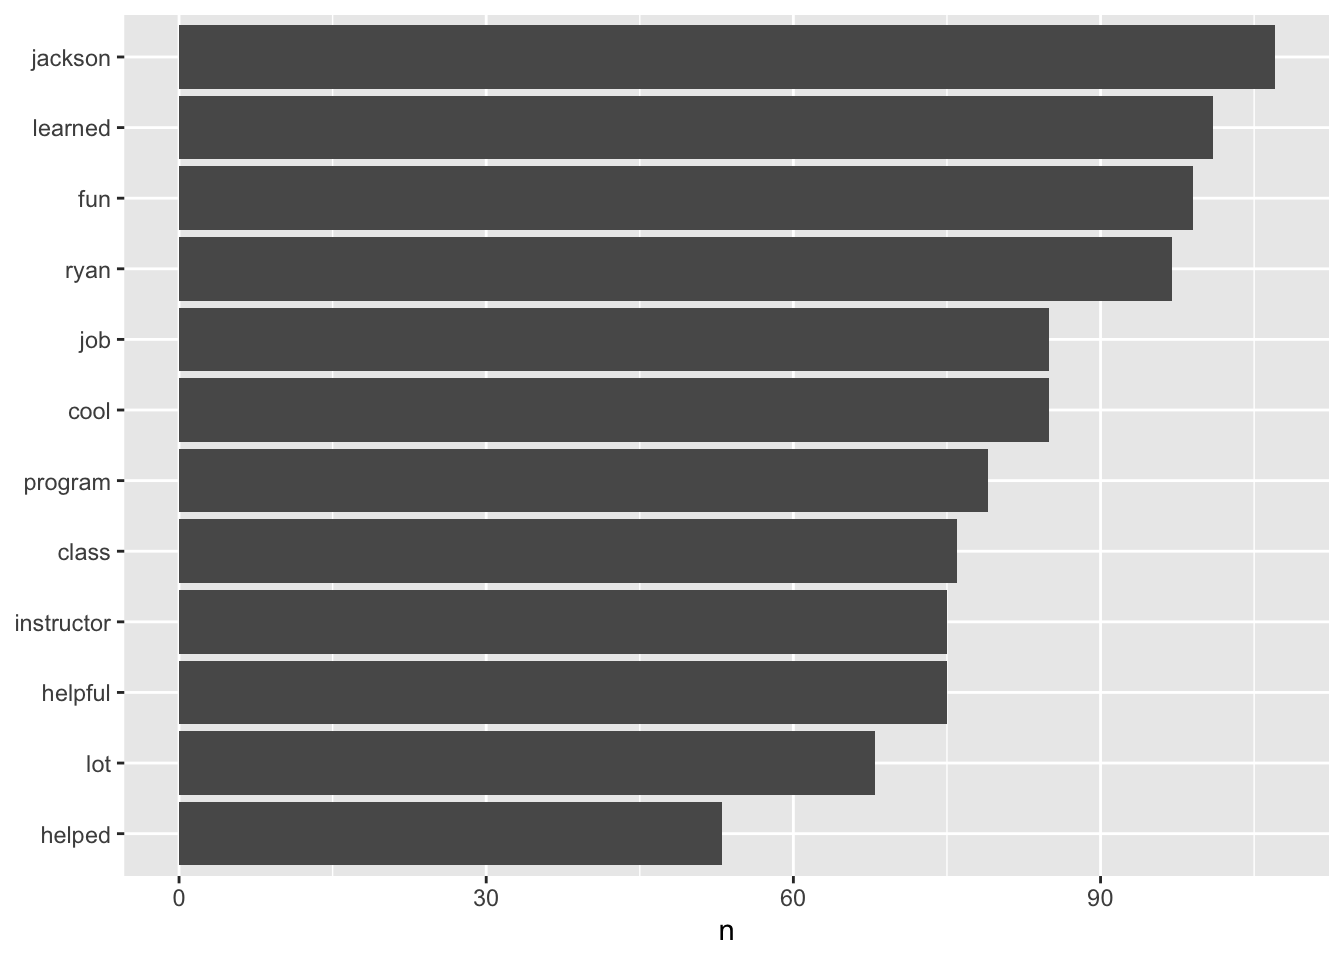 jackson
learned
fun
ryan
job
cool
program
class
instructor
helpful
lot
helped
0 30 60 90
n